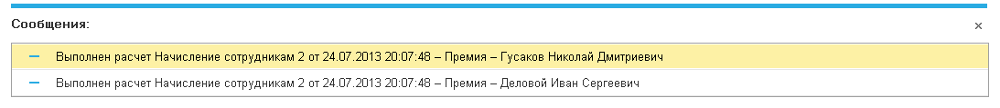 Сообщения:
Выполнен расчет Начисление сотрудникам 2 от 24.07.2013 20:07:48 – Премия – Гусаков Николай Дмитриевич
Выполнен расчет Начисление сотрудникам 2 от 24.07.2013 20:07:48 – Премия – Деловой Иван Сергеевич